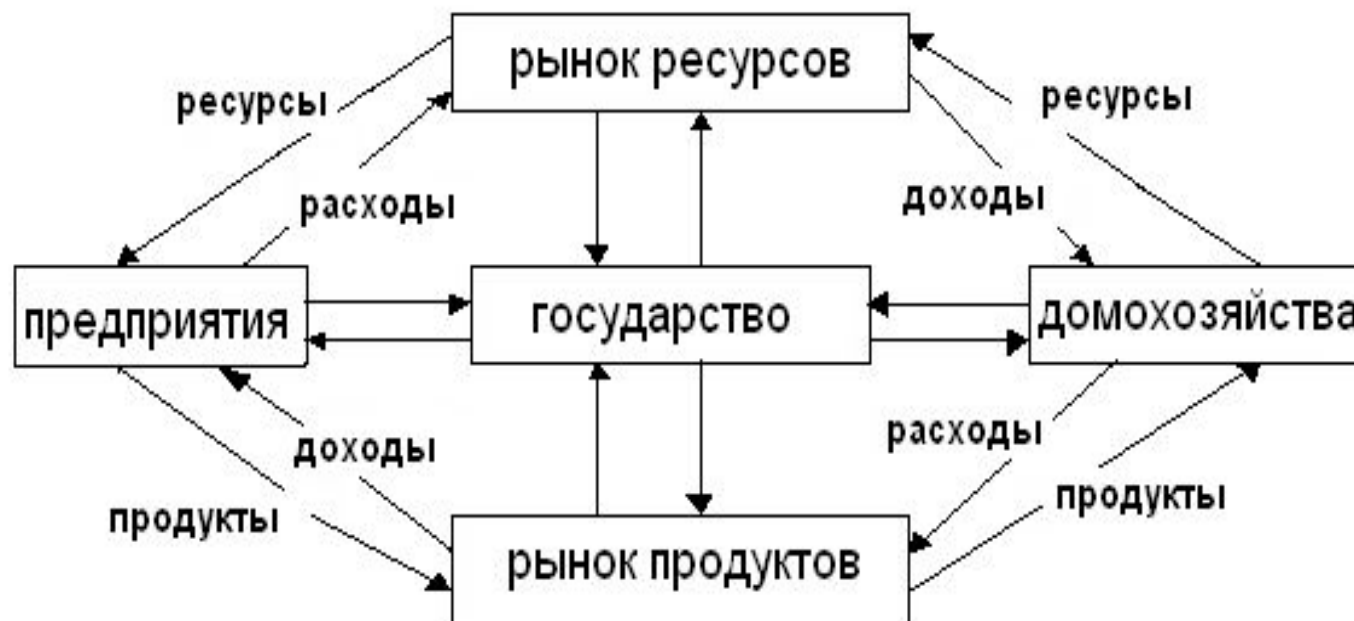 рынок ресурсов
ресурсы
ресурсы
расходы
доходы
предприятия
государство
домохозяйства
доходы
расходы
продукты
продукты
рынок продуктов